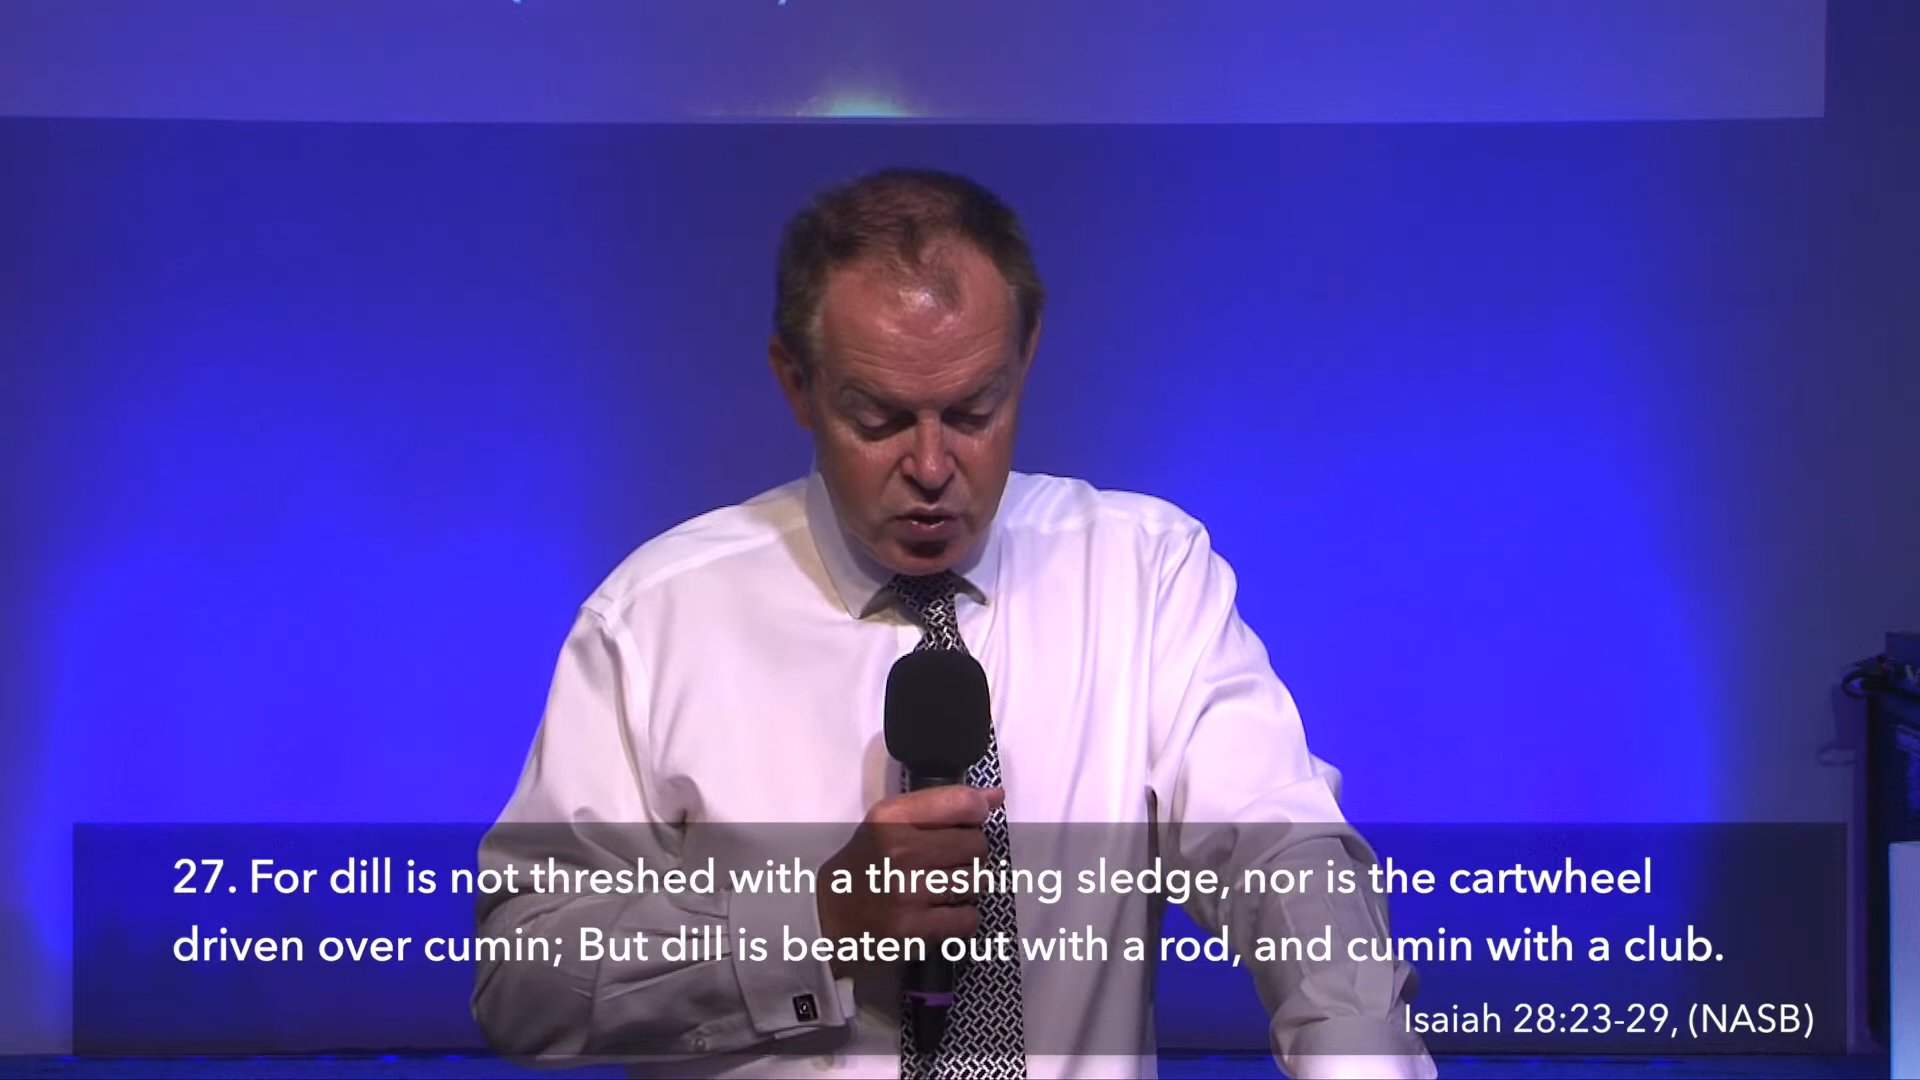 27. For dill is not threshed with a threshing sledge, nor is the cartwheel
driven over cumin; But dill is beaten out with a rod, and cumin with a club.
Isaiah 28:23-29, (NASB)